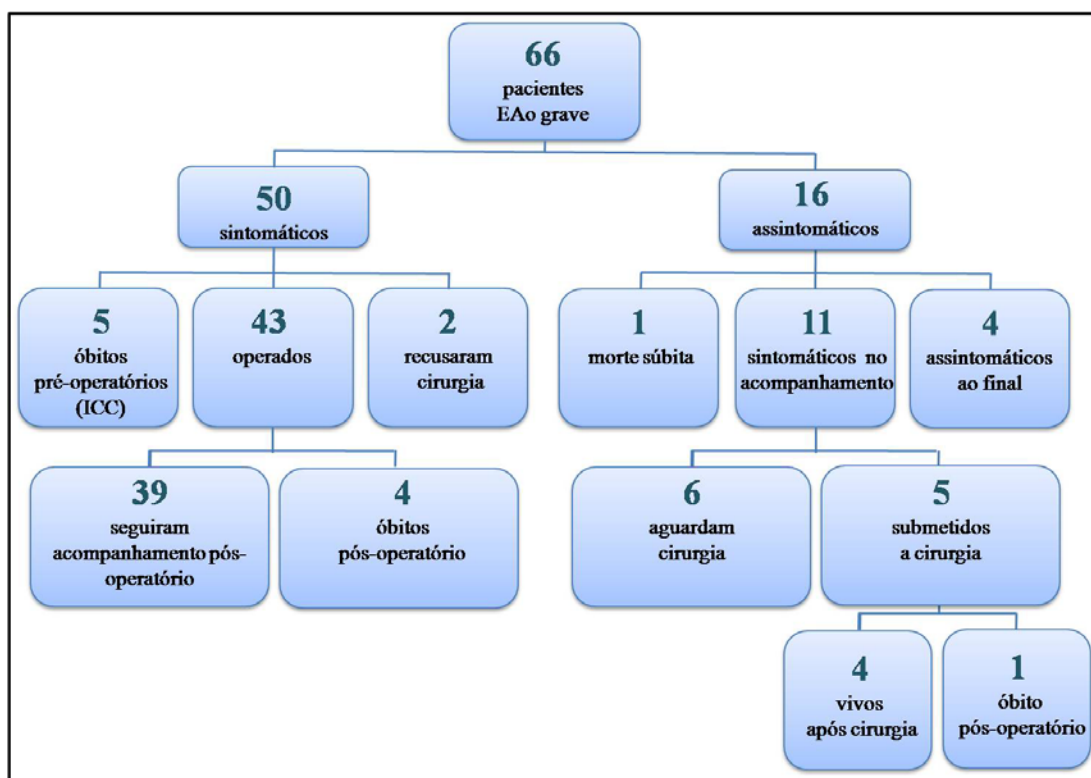 66
pacientes
EAo grave
50
sintomáticos
16
assintomáticos
5
óbitos
pré-operatórios
(ICC)
43
operados
2
recusaram
cirurgia
1
morte súbita
11
sintomáticos no
acompanhamento
4
assintomáticos
ao final
39
seguiram
acompanhamento pós-
operatório
4
óbitos
pós-operatório
6
aguardam
cirurgia
5
submetidos
a cirurgia
4
vivos
após cirurgia
1
óbito
pós-operatório